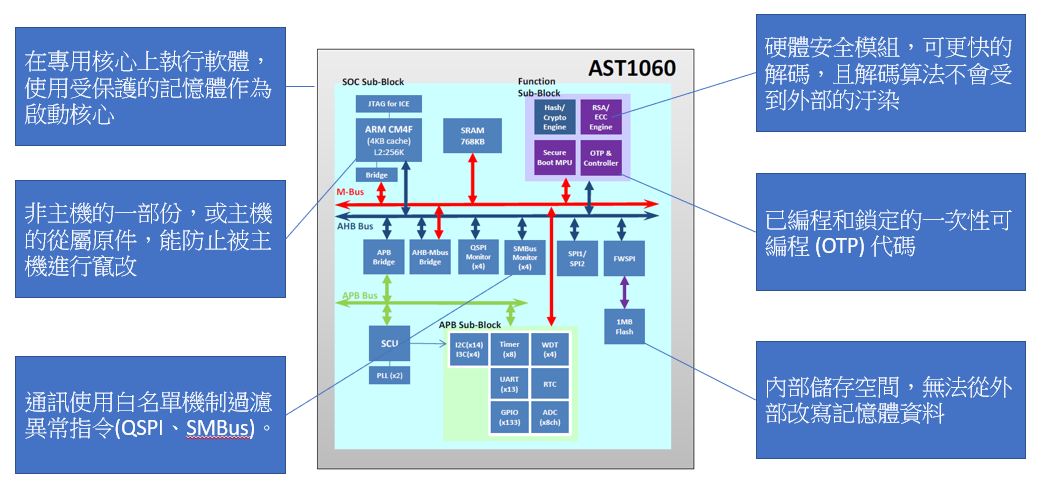 在專用核心上執行軟體，
使用受保護的記憶體作為
啟動核心
非主機的一部份，或主機
的從屬原件，能防止被主
機進行竄改
通訊使用白名單機制過濾
異常指令(QSPI、SMBus)。
AST1060
SOC Sub-Block
Function
Sub-Block
JTAG for ICE
ARM CM4F
(4KB cache)
L2:256K
Bridge
SRAM
768KB
Hash/
Crypto
Engine
RSA/
ECC
Engine
Secure
Boot MPU
OTP &
Controller
M-Bus
AHB Bus
APB
Bridge
AHB-Mbus
Bridge
QSPI
Monitor
(x4)
SMBus
Monitor
(x4)
SPI1/
SPI2
FWSPI
APB Bus
1MB
Flash
SCU
PLL (x2)
APB Sub-Block
I2C(x14)
I3C(x4)
Timer
(x8)
WDT
(x4)
UART
(x13)
RTC
GPIO
(x133)
ADC
(x8ch)
硬體安全模組，可更快的
解碼，且解碼算法不會受
到外部的汙染
已編程和鎖定的一次性可
編程 (OTP) 代碼
內部儲存空間，無法從外
部改寫記憶體資料